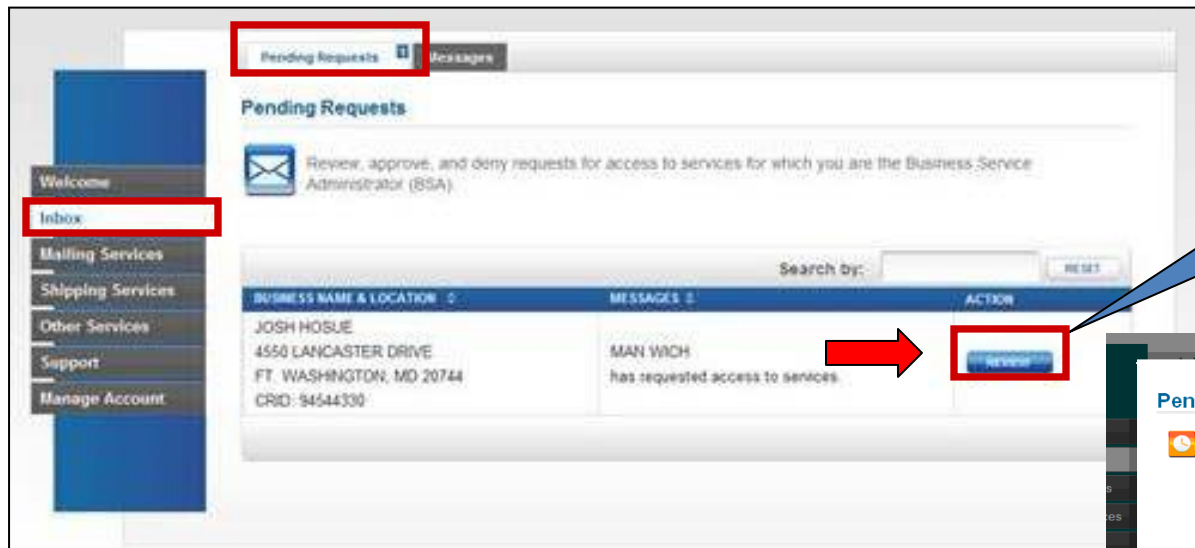 Pending Requests 1 Messages
Pending Requests
Review, approve, and deny requests for access to services for which you are the Business Service
Administrator (BSA)
Welcome
Inbox
Mailing Services
Shipping Services
Other Services
Support
Manage Account
Search by: RESET
BUSINESS NAME & LOCATION MESSAGES ACTION
JOSH HOSUE
4550 LANCASTER DRIVE
FT. WASHINGTON, MD 20744
CRID: 94544330
MAN WICH
has requested access to services.
REVIEW
Pen
s
ces